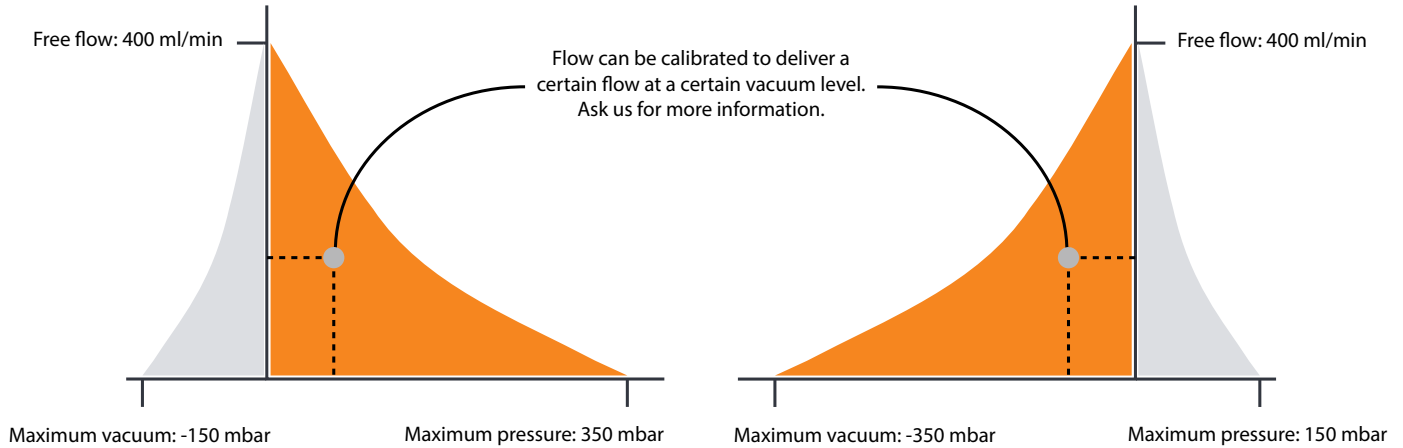 Free flow: 400 ml/min
Flow can be calibrated to deliver a
certain flow at a certain vacuum level.
Ask us for more information.
Free flow: 400 ml/min
Maximum vacuum: -150 mbar
Maximum pressure: 350 mbar
Maximum vacuum: -350 mbar
Maximum pressure: 150 mbar